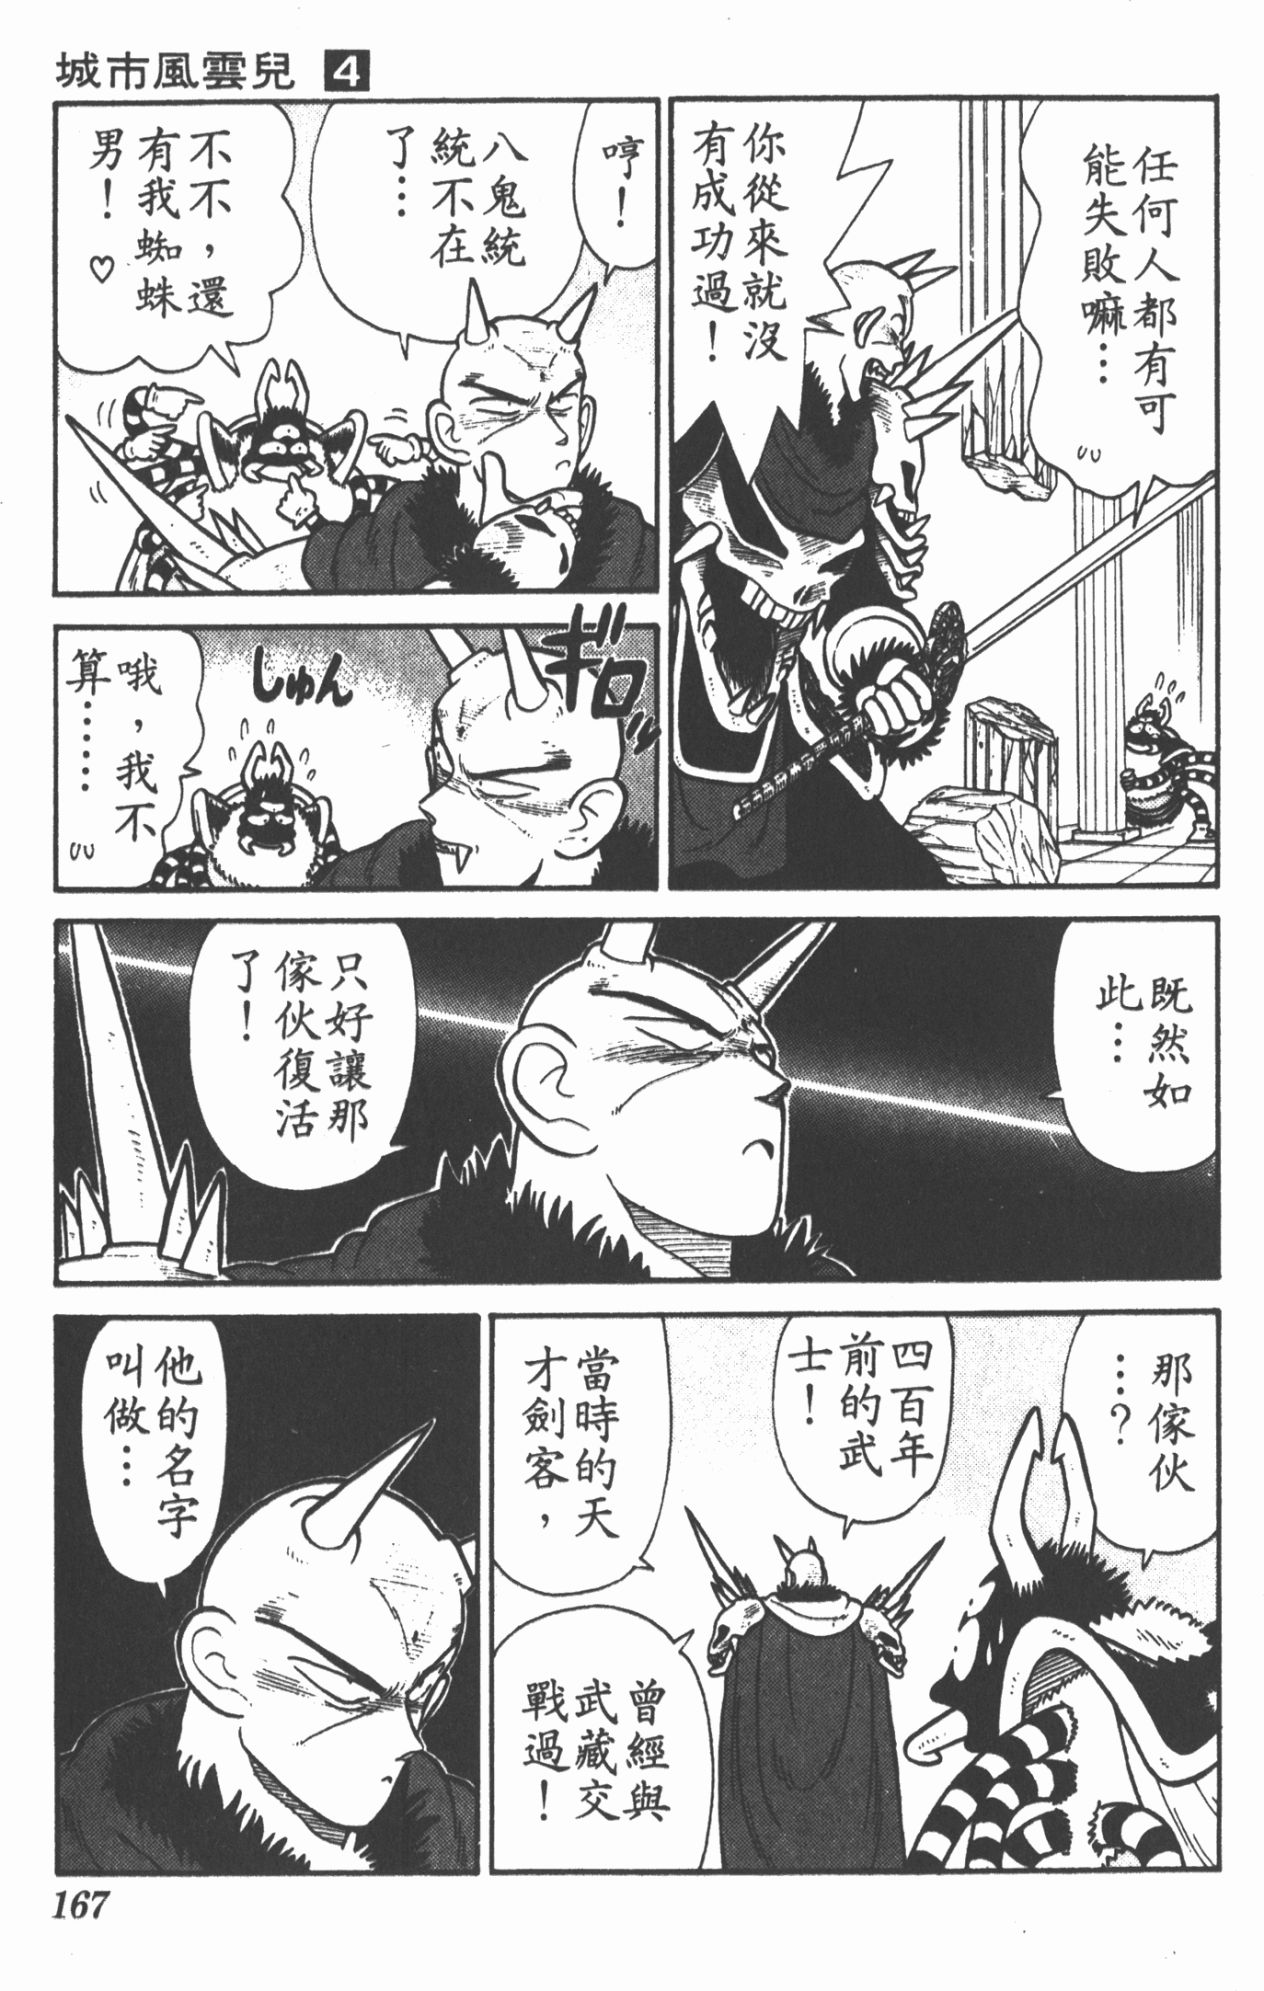 城市風雲兒 4
任何人都有可
能失敗嘛…
你從來就沒
有成功過！
哼！
八鬼統
統不在
了…
不不，還
有我蜘蛛
男！♡
ギロッ
しゅん
哦，我不
算……
既然如
此…
只好讓那
傢伙復活
了！
那傢伙
…？
四百年
前的武
士！
當時的天
才劍客，
曾經與
武藏交
戰過！
他的名字
叫做…
167